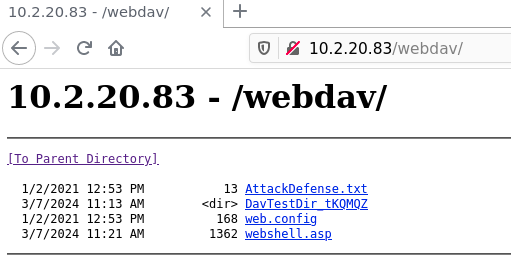 10.2.20.83 - /webdav/
10.2.20.83/webdav/
10.2.20.83 - /webdav/
[To Parent Directory]
1/2/2021 12:53 PM 13 AttackDefense.txt
3/7/2024 11:13 AM <dir> DavTestDir_tKQMQZ
1/2/2021 12:53 PM 168 web.config
3/7/2024 11:21 AM 1362 webshell.asp